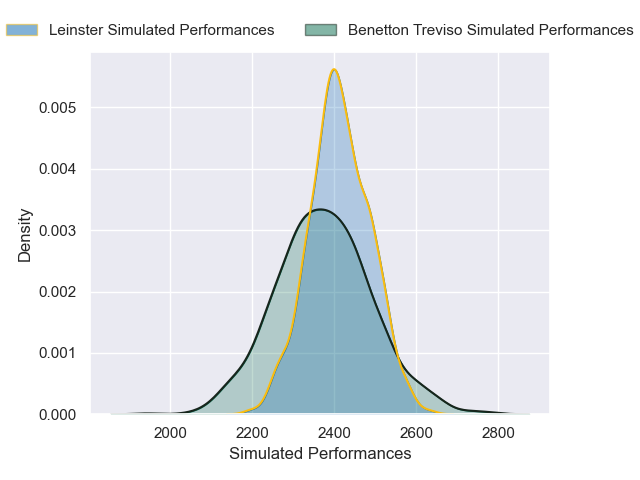 Leinster Simulated Performances
Benetton Treviso Simulated Performances
0.005
0.004
0.003
0.002
0.001
0.000
Density
2000 2200 2400 2600 2800
Simulated Performances